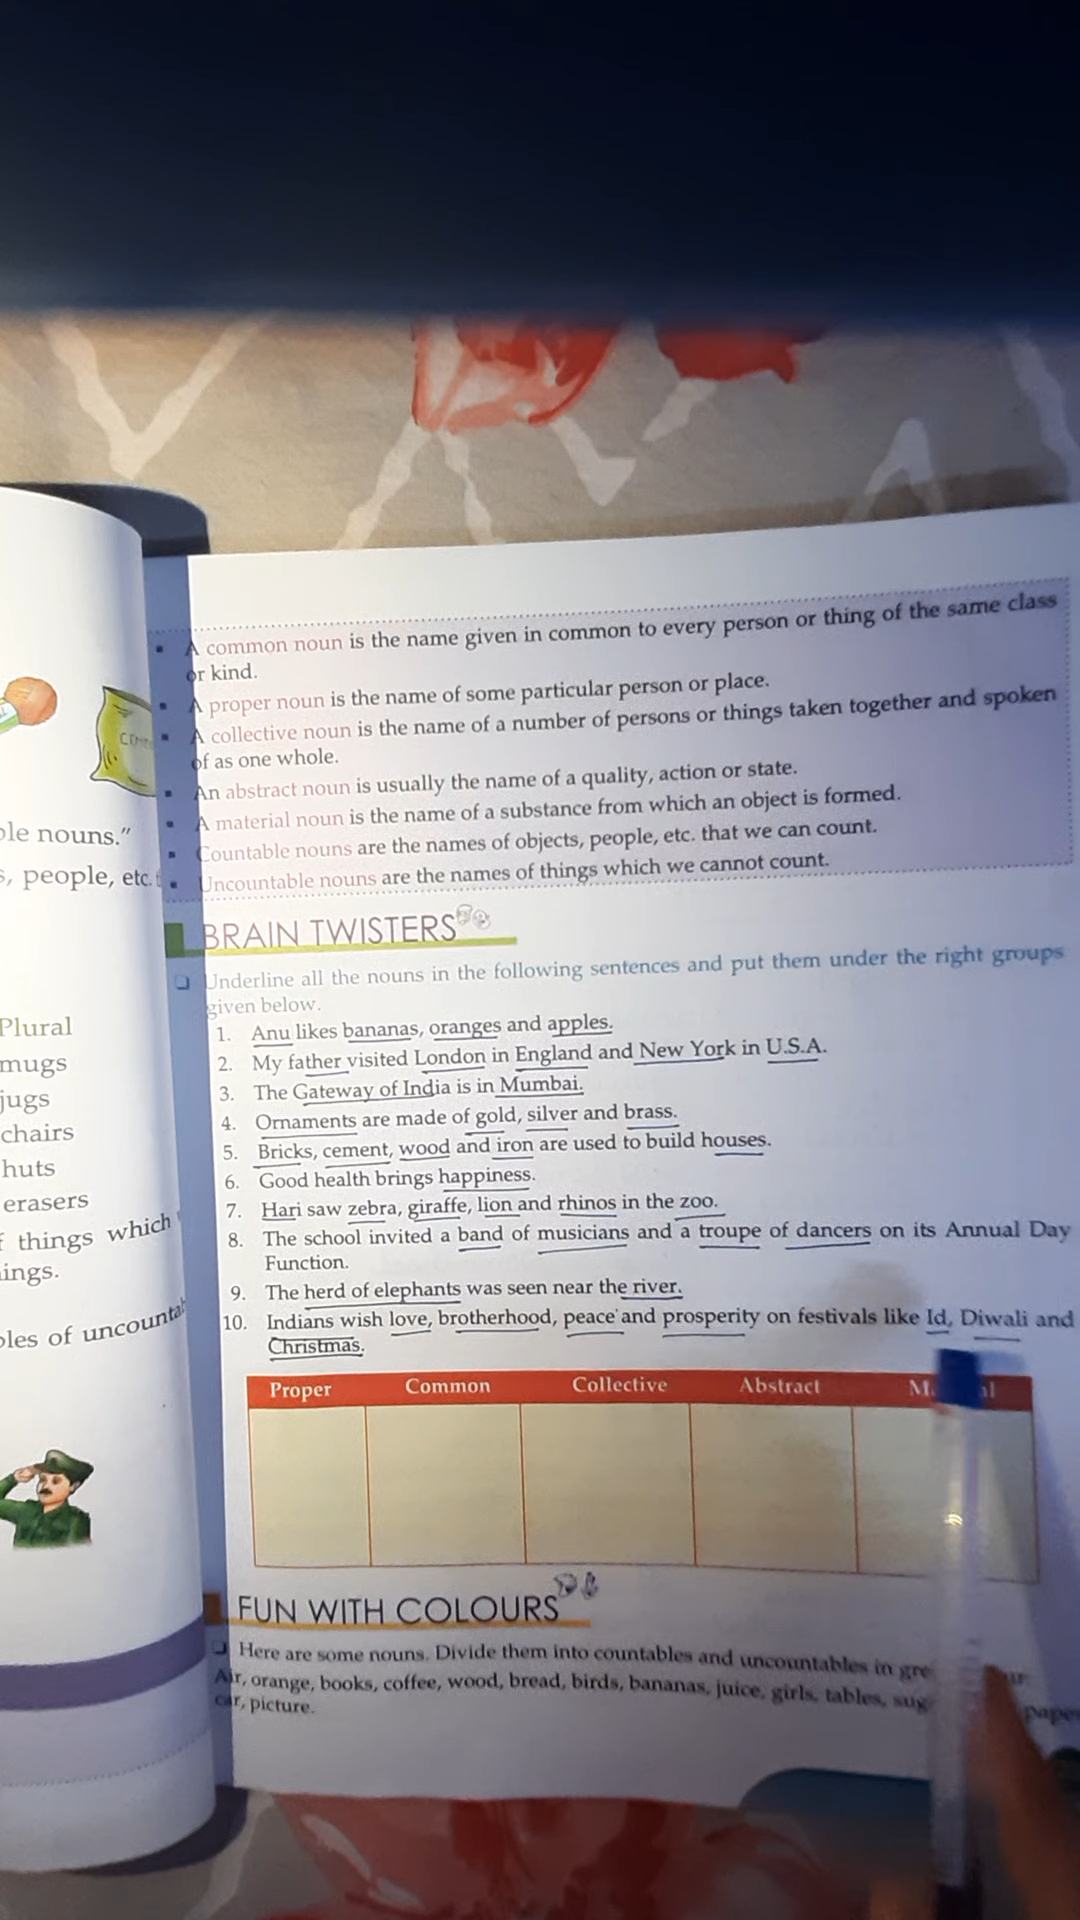 ole nouns."
s, people, etc.
Plural
mugs
jugs
chairs
huts
erasers
things which
ings.
oles of uncountab
A common noun is the name given in common to every person or thing of the same class
or kind.
A proper noun is the name of some particular person or place.
A collective noun is the name of a number of persons or things taken together and spoken
of as one whole.
An abstract noun is usually the name of a quality, action or state.
A material noun is the name of a substance from which an object is formed.
Countable nouns are the names of objects, people, etc. that we can count.
Uncountable nouns are the names of things which we cannot count.
BRAIN TWISTERS
Underline all the nouns in the following sentences and put them under the right groups
given below.
1. Anu likes bananas, oranges and apples.
2. My father visited London in England and New York in U.S.A.
3. The Gateway of India is in Mumbai.
4. Ornaments are made of gold, silver and brass.
5. Bricks, cement, wood and iron are used to build houses.
6. Good health brings happiness.
7. Hari saw zebra, giraffe, lion and rhinos in the zoo.
8. The school invited a band of musicians and a troupe of dancers on its Annual Day
Function.
9. The herd of elephants was seen near the river.
10. Indians wish love, brotherhood, peace and prosperity on festivals like Id, Diwali and
Christmas.
Proper Common Collective Abstract
FUN WITH COLOURS
Here are some nouns. Divide them into countables and uncountables in
Air, orange, books, coffee, wood, bread, birds, bananas, juice, girls, tables,
car, picture.